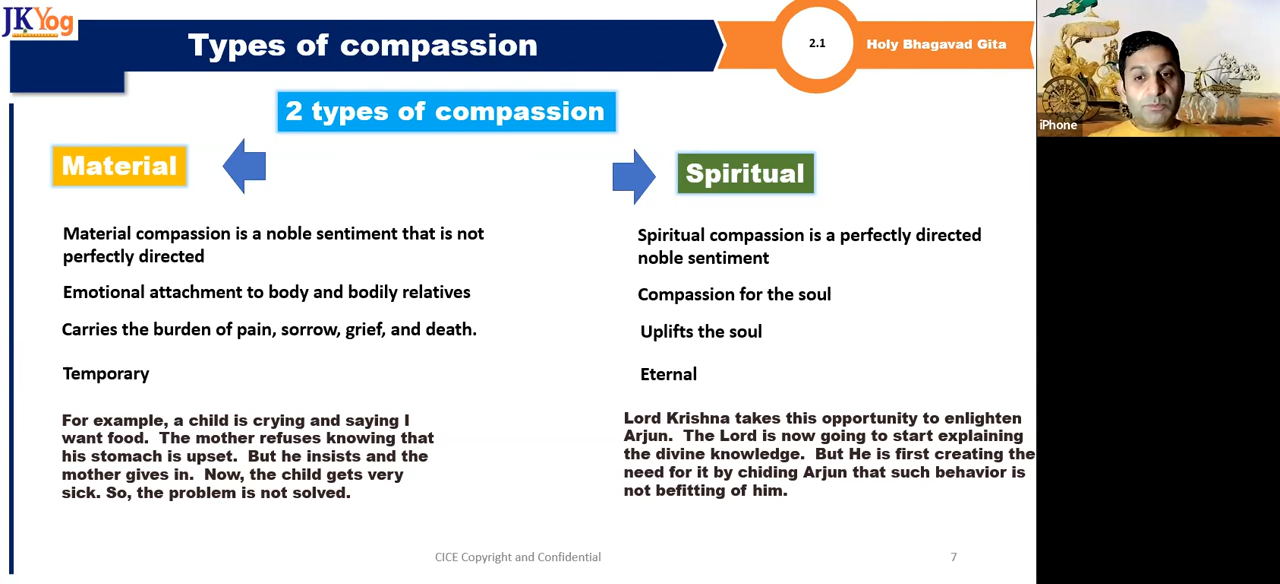 JKYog
Types of compassion
2.1
Holy Bhagavad Gita
iPhone
2 types of compassion
Material
Spiritual
Material compassion is a noble sentiment that is not
perfectly directed
Emotional attachment to body and bodily relatives
Carries the burden of pain, sorrow, grief, and death.
Temporary
For example, a child is crying and saying I
want food.  The mother refuses knowing that
his stomach is upset.  But he insists and the
mother gives in.  Now, the child gets very
sick. So, the problem is not solved.
Spiritual compassion is a perfectly directed
noble sentiment
Compassion for the soul
Uplifts the soul
Eternal
Lord Krishna takes this opportunity to enlighten
Arjun.  The Lord is now going to start explaining
the divine knowledge.  But He is first creating the
need for it by chiding Arjun that such behavior is
not befitting of him.
CICE Copyright and Confidential
7